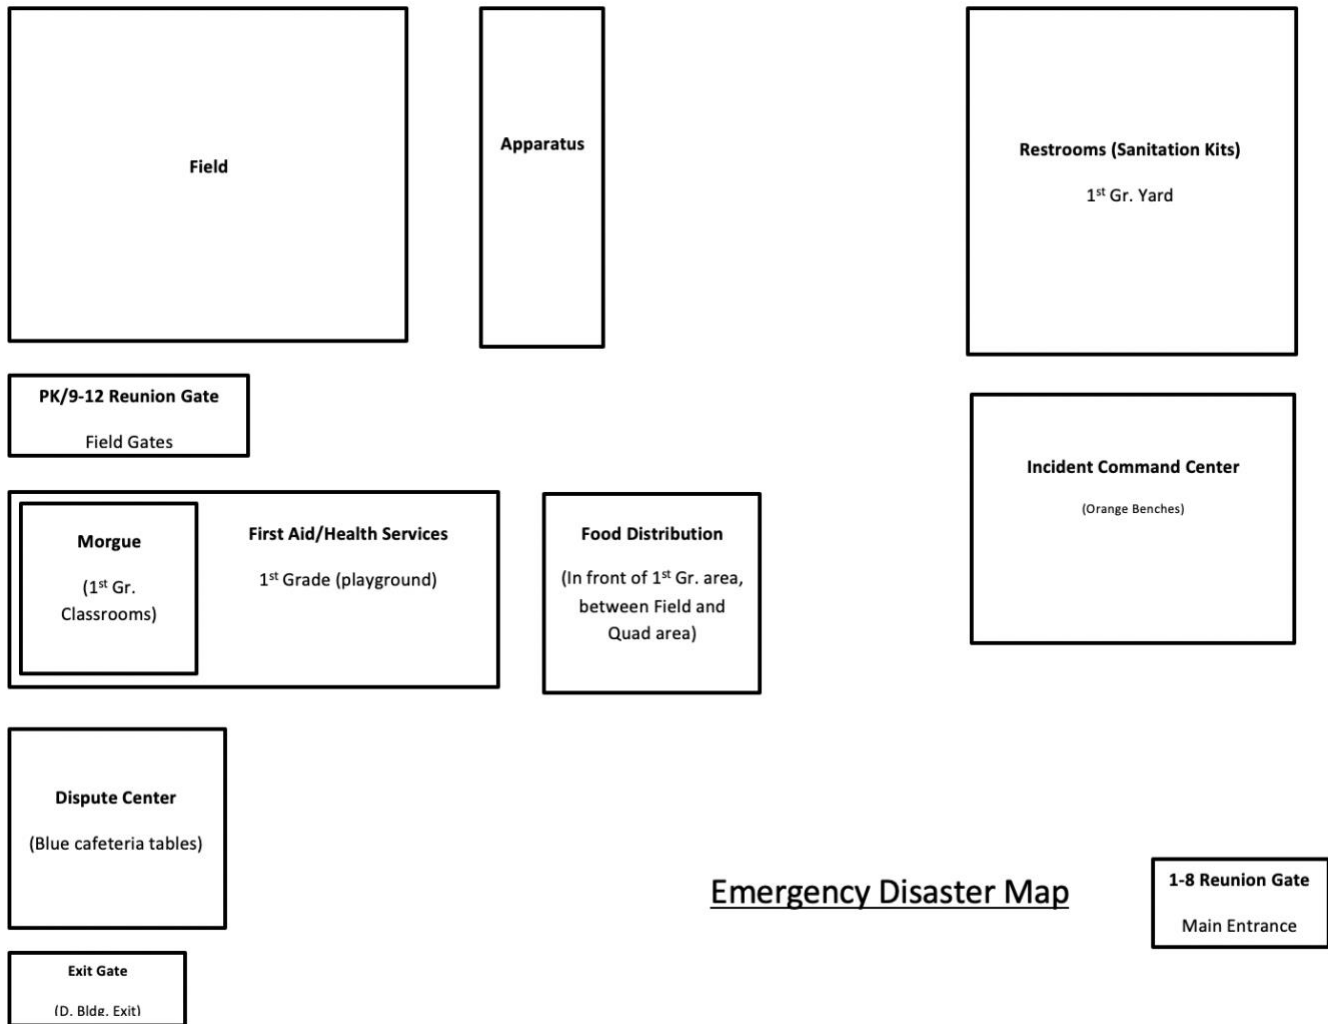 Field
Apparatus
Restrooms (Sanitation Kits)
1st Gr. Yard
PK/9-12 Reunion Gate
Field Gates
Incident Command Center
(Orange Benches)
Morgue
(1st Gr.
Classrooms)
First Aid/Health Services
1st Grade (playground)
Food Distribution
(In front of 1st Gr. area,
between Field and
Quad area)
Dispute Center
(Blue cafeteria tables)
Emergency Disaster Map
1-8 Reunion Gate
Main Entrance
Exit Gate
(D. Bldg. Exit)